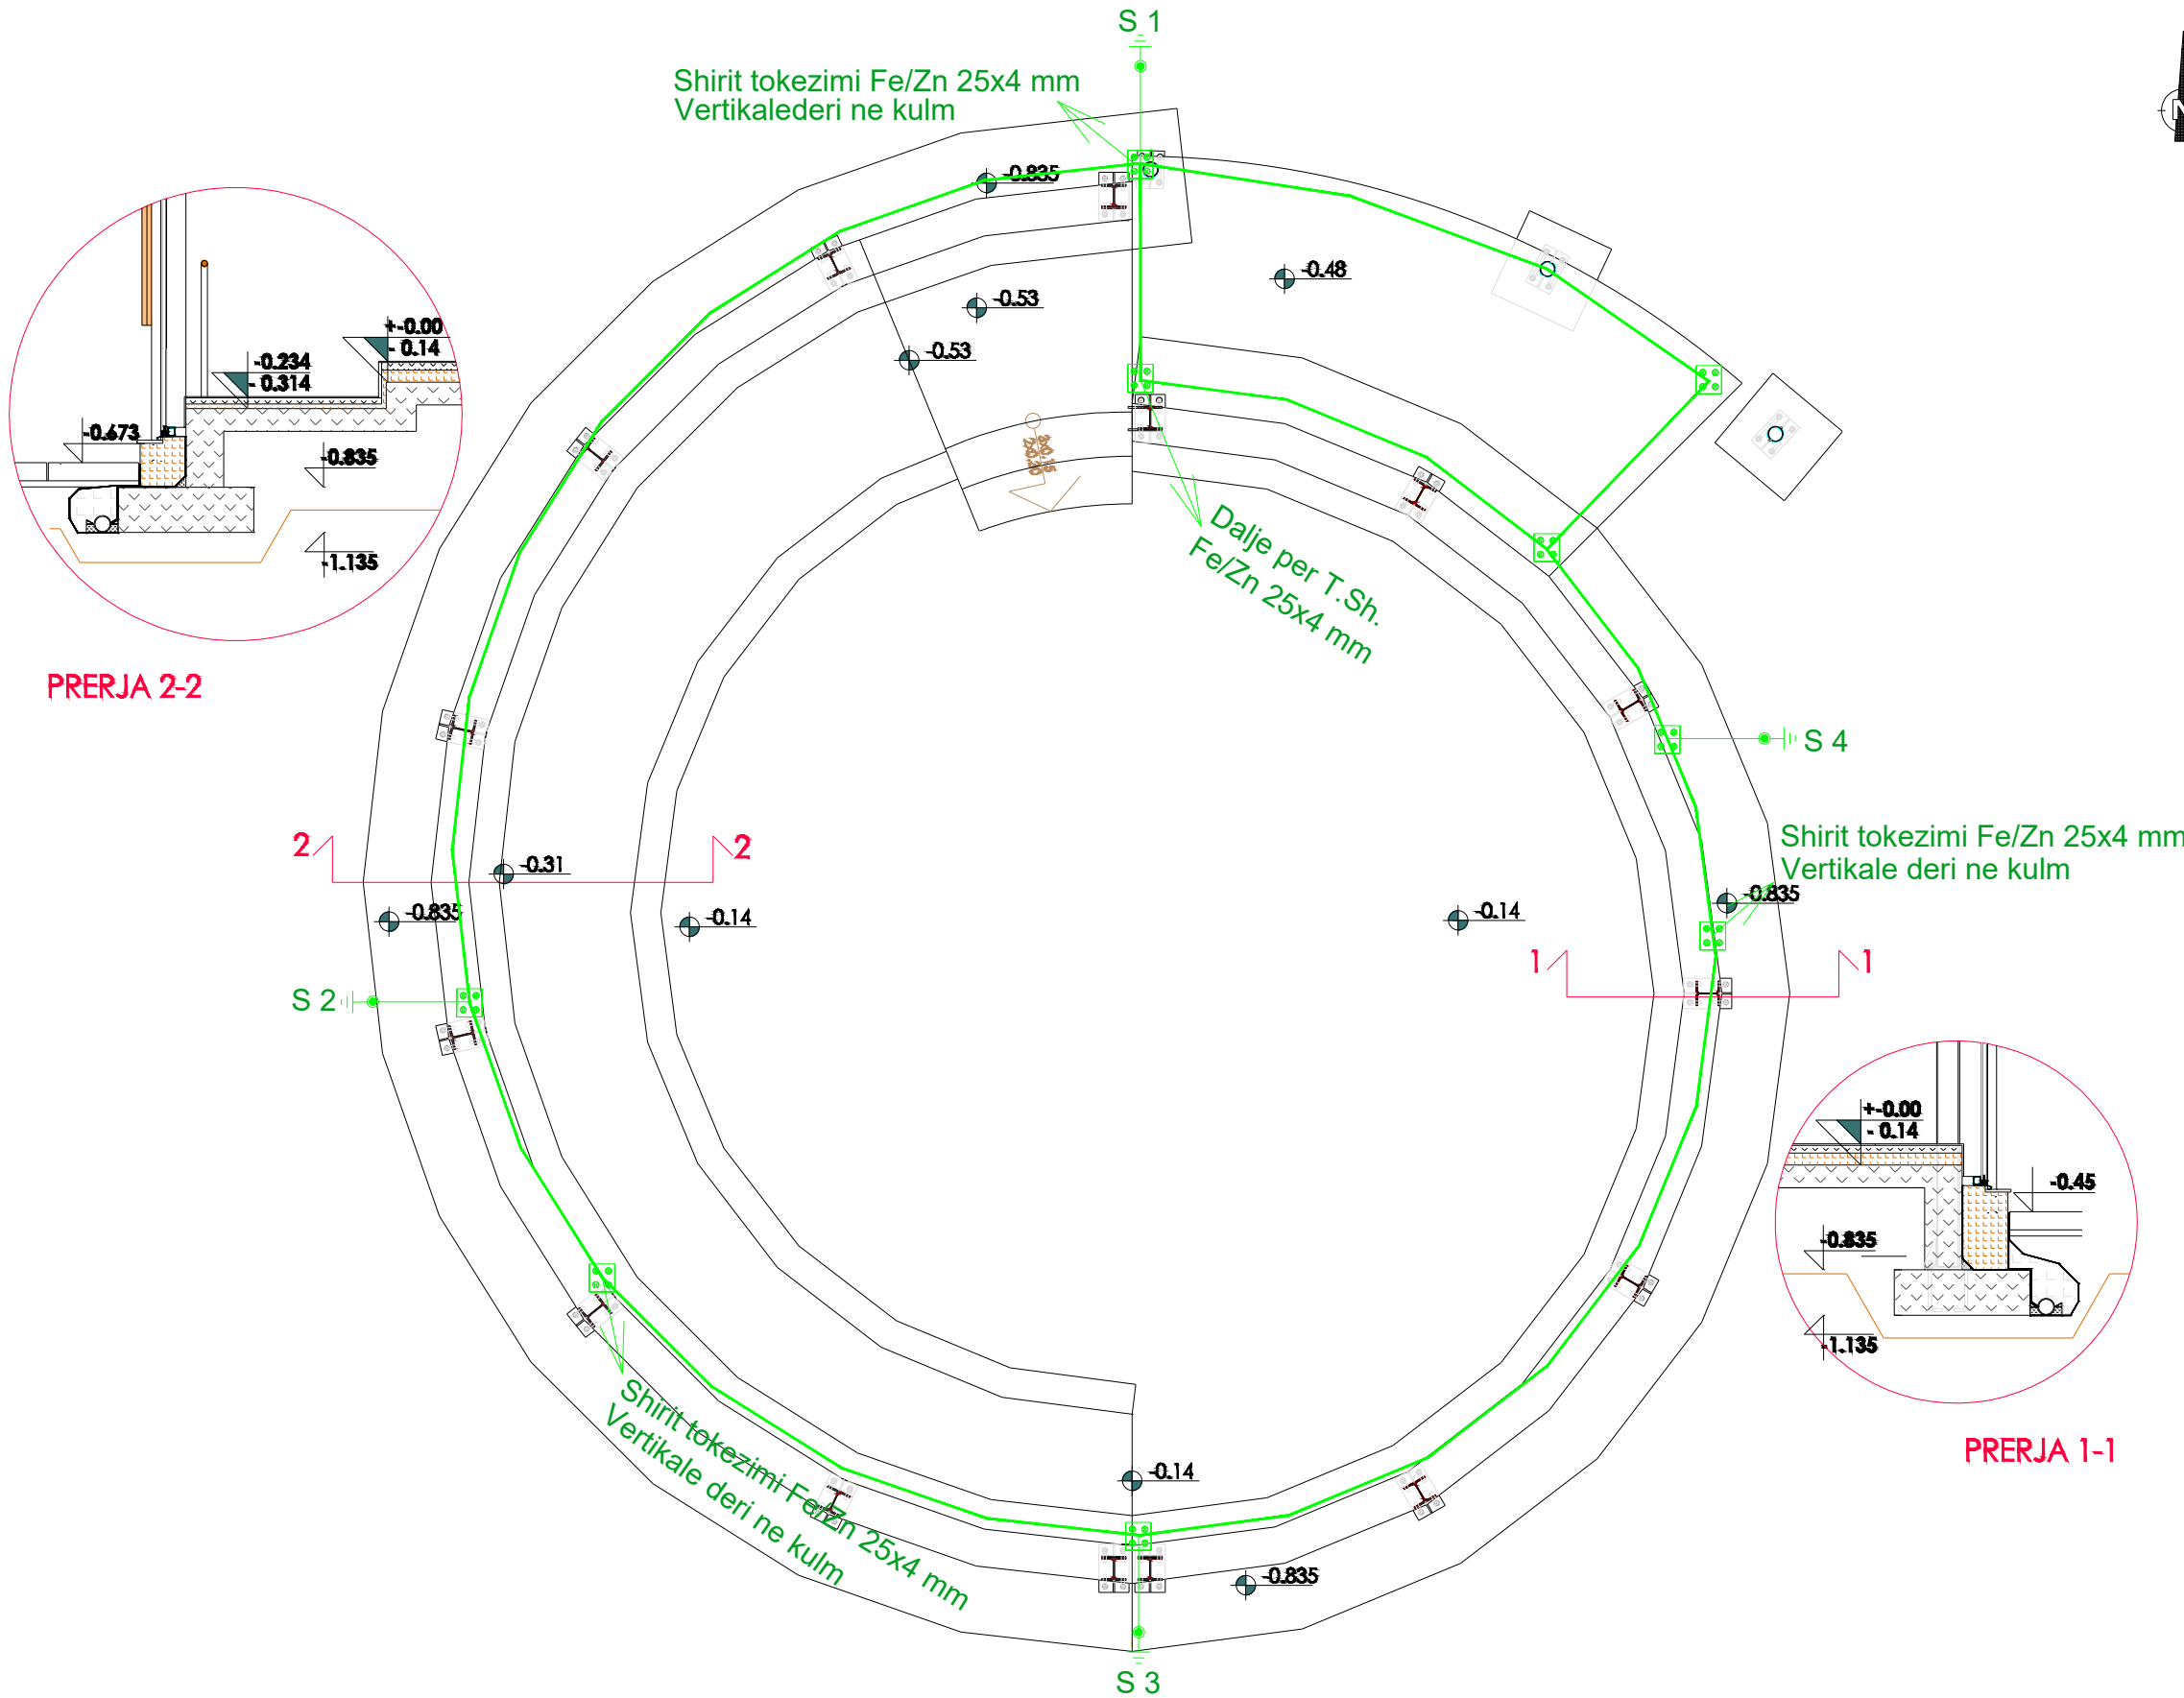 S 1
Shirit tokezimi Fe/Zn 25x4 mm
Vertikalederi ne kulm
N
-0.835
-0.48
-0.53
-0.53
+-0.00
- 0.14
-0.234
- 0.314
-0.673
-0.835
-1.135
PRERJA 2-2
Dalje per T.Sh.
Fe/Zn 25x4 mm
S 4
Shirit tokezimi Fe/Zn 25x4 mm
Vertikale deri ne kulm
2
2
-0.31
-0.835
-0.14
-0.14
-0.835
1
1
S 2
+-0.00
- 0.14
-0.45
-0.835
-1.135
PRERJA 1-1
Shirit tokezimi Fe/Zn 25x4 mm
Vertikale deri ne kulm
-0.14
-0.835
S 3